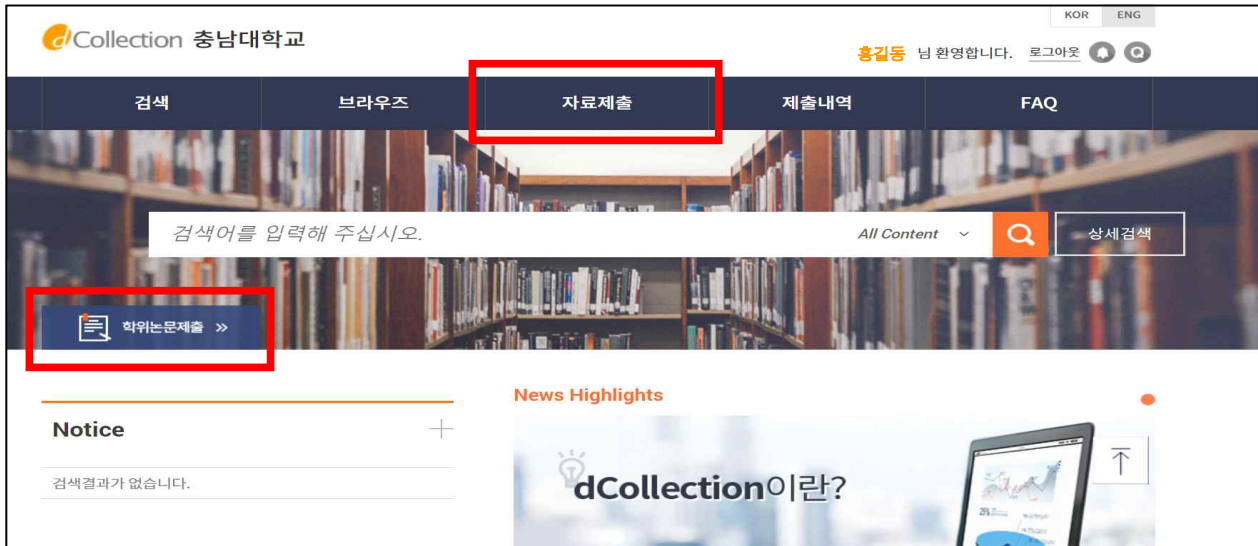 KOR ENG
dCollection 충남대학교
홍길동 님 환영합니다. 로그아웃
검색 브라우즈 자료제출 제출내역 FAQ
검색어를 입력해 주십시오. All Content 상세검색
학위논문제출 »
News Highlights
Notice
검색결과가 없습니다.
dCollection이란?